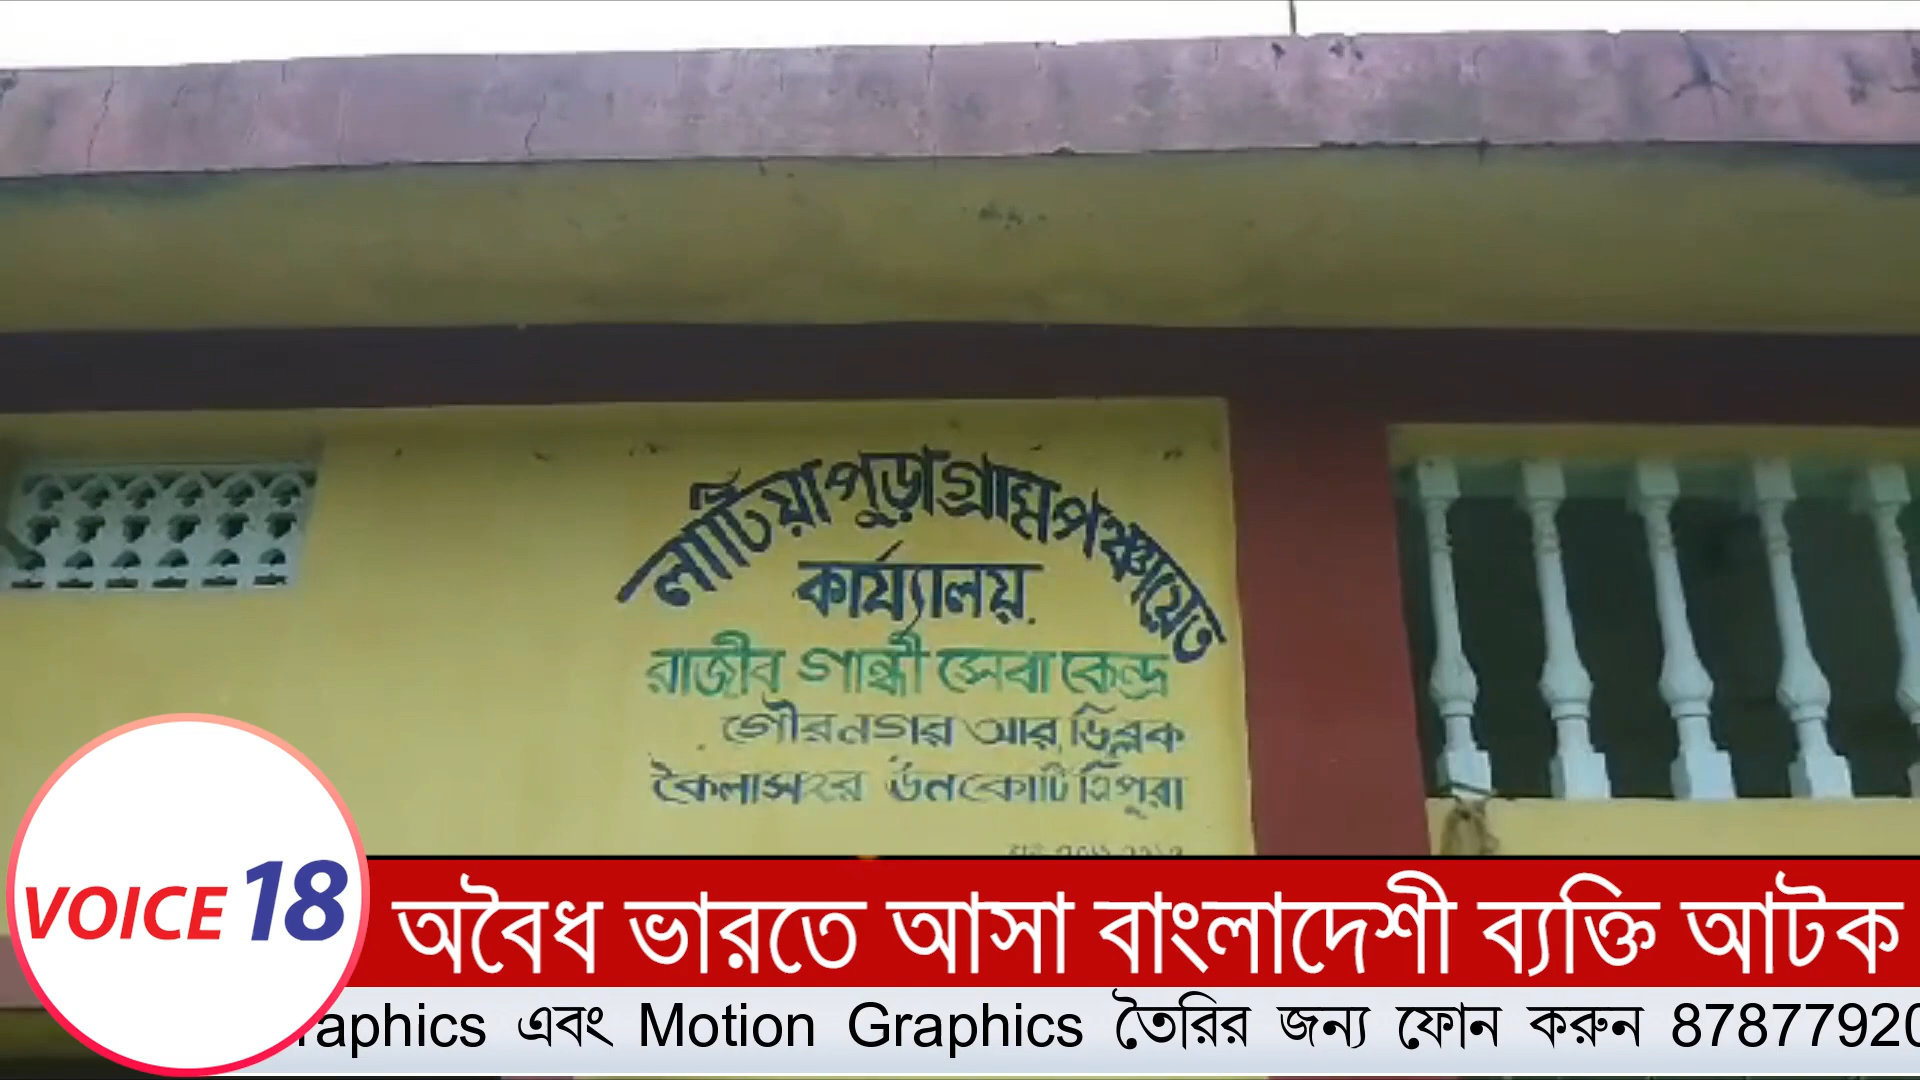 লাটিয়াপুড়া গ্রাম পঞ্চায়েত
কার্য্যালয়.
রাজীব গান্ধী সেবা কেন্দ্র
গৌরনগর আর.ডি ব্লক
কৈলাসহর ঊনকোটি ত্রিপুরা
VOICE 18
অবৈধ ভারতে আসা বাংলাদেশী ব্যক্তি আটক
raphics এবং Motion Graphics তৈরির জন্য ফোন করুন 87877920